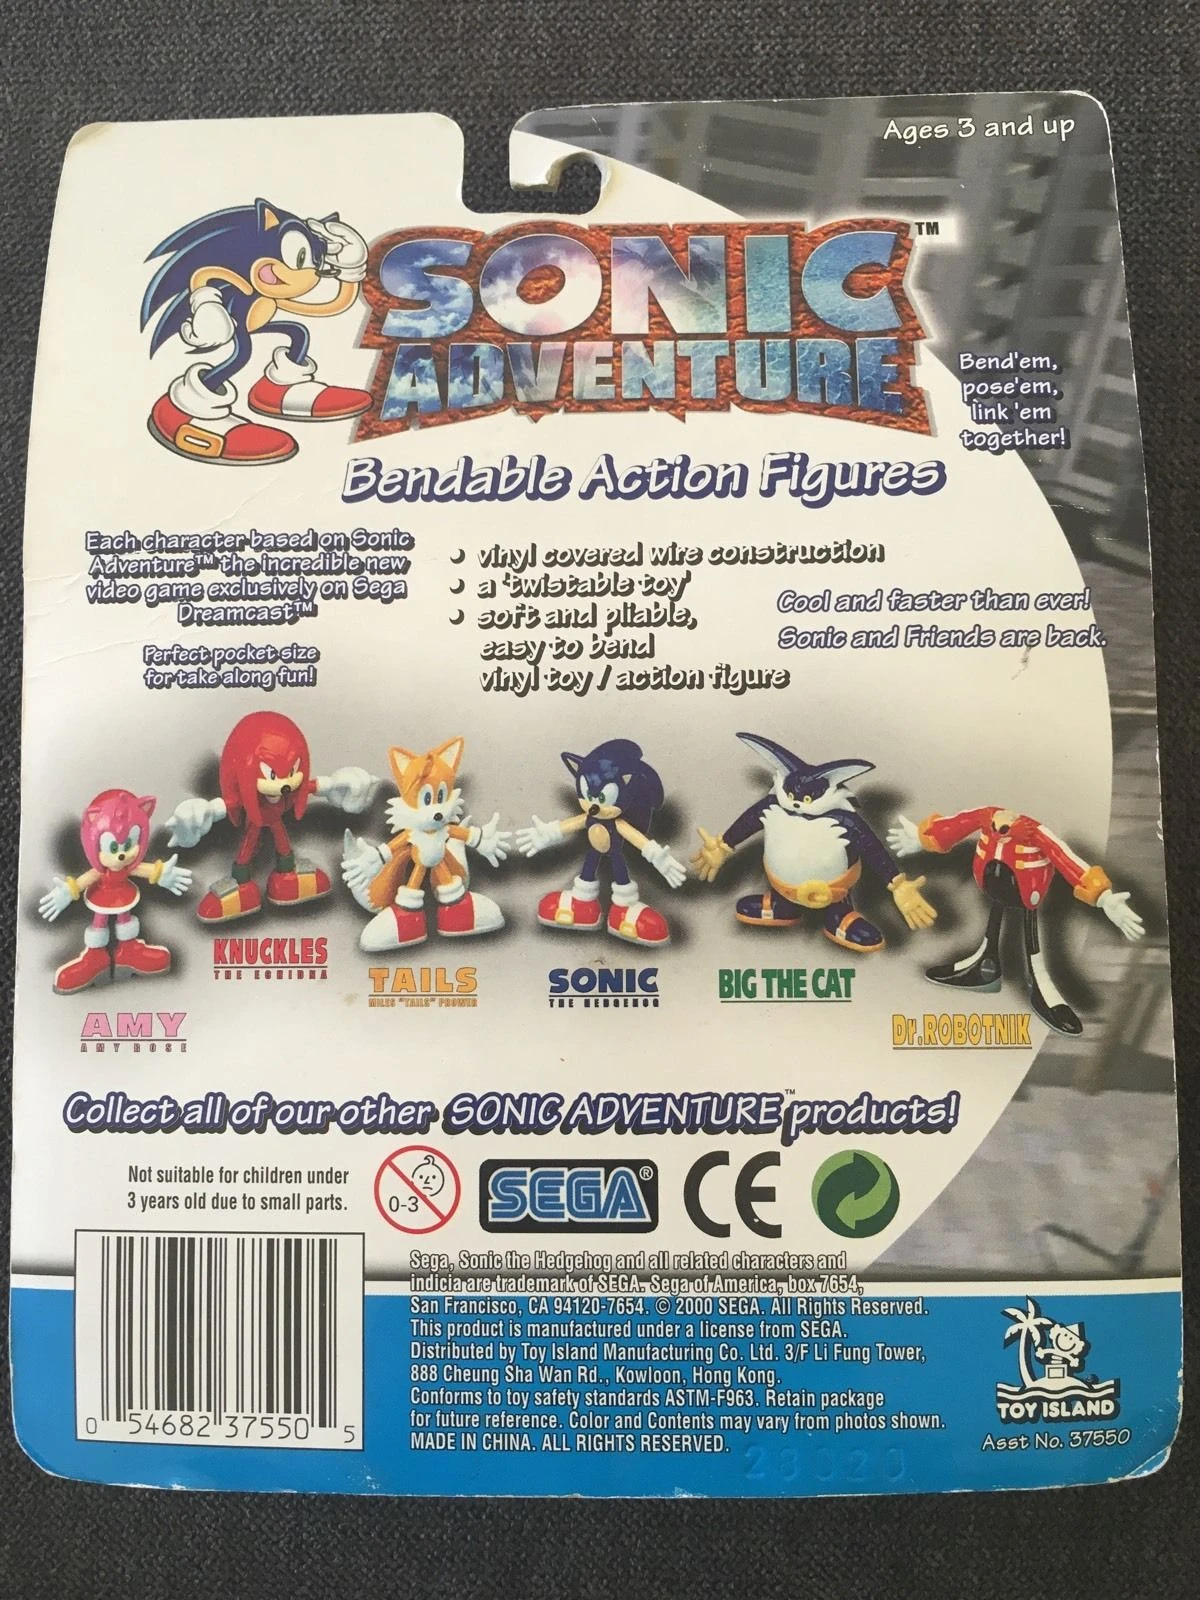 Ages 3 and up
SONIC™
ADVENTURE
Bend'em,
pose'em,
link 'em
together!
Bendable Action Figures
Each character based on Sonic
Adventure™ the incredible new
video game exclusively on Sega
Dreamcast™
Perfect pocket size
for take along fun!
vinyl covered wire construction
a 'twistable toy'
soft and pliable,
easy to bend
vinyl toy / action figure
Cool and faster than ever!
Sonic and Friends are back.
KNUCKLES
THE ECHIDNA
TAILS
MILES "TAILS" PROWER
SONIC
THE HEDGEHOG
BIG THE CAT
Dr.ROBOTNIK
AMY
AMY ROSE
Collect all of our other SONIC ADVENTURE™ products!
Not suitable for children under
3 years old due to small parts.
0-3
SEGA®
CE
Sega, Sonic the Hedgehog and all related characters and
indicia are trademark of SEGA. Sega of America, box 7654,
San Francisco, CA 94120-7654. © 2000 SEGA. All Rights Reserved.
This product is manufactured under a license from SEGA.
Distributed by Toy Island Manufacturing Co. Ltd. 3/F Li Fung Tower,
888 Cheung Sha Wan Rd., Kowloon, Hong Kong.
Conforms to toy safety standards ASTM-F963. Retain package
for future reference. Color and Contents may vary from photos shown.
MADE IN CHINA. ALL RIGHTS RESERVED.
0 54682 37550 5
TOY ISLAND
Asst No. 37550